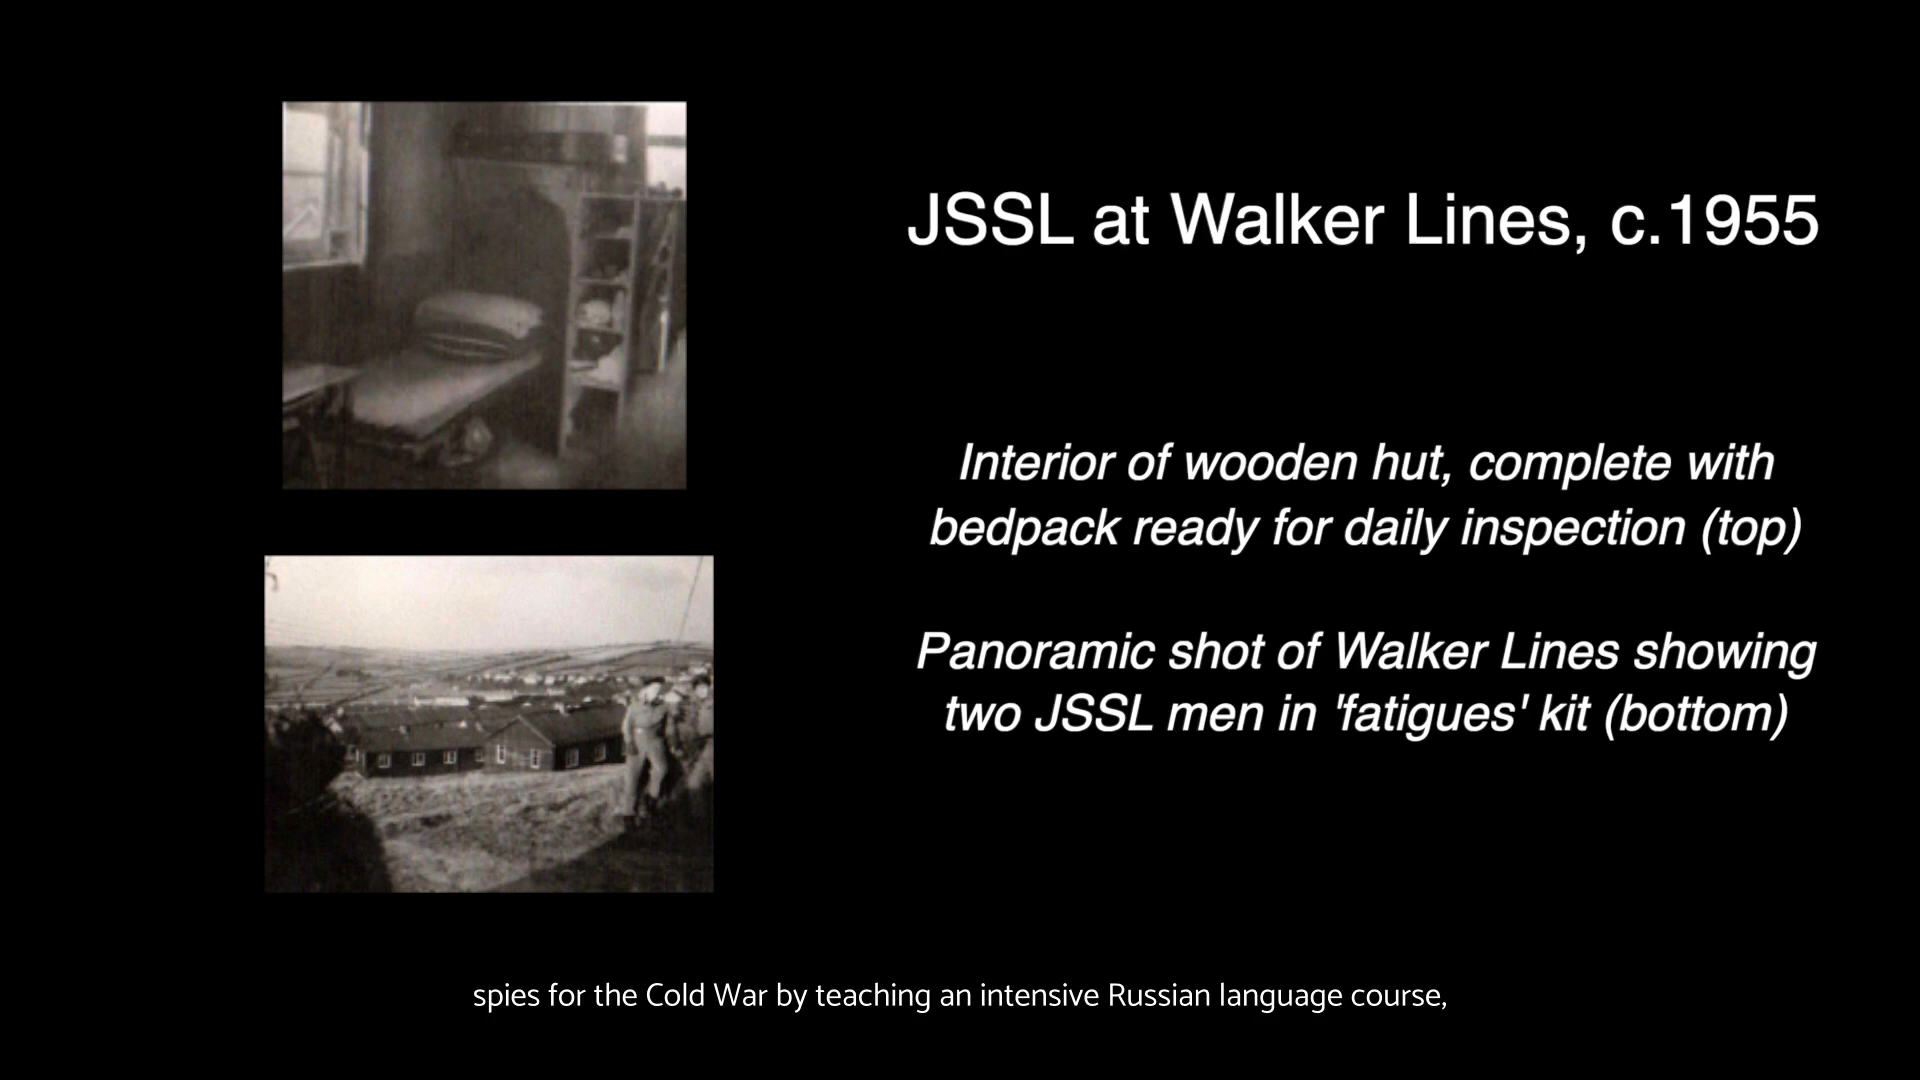 JSSL at Walker Lines, c.1955
Interior of wooden hut, complete with
bedpack ready for daily inspection (top)
Panoramic shot of Walker Lines showing
two JSSL men in 'fatigues' kit (bottom)
spies for the Cold War by teaching an intensive Russian language course,